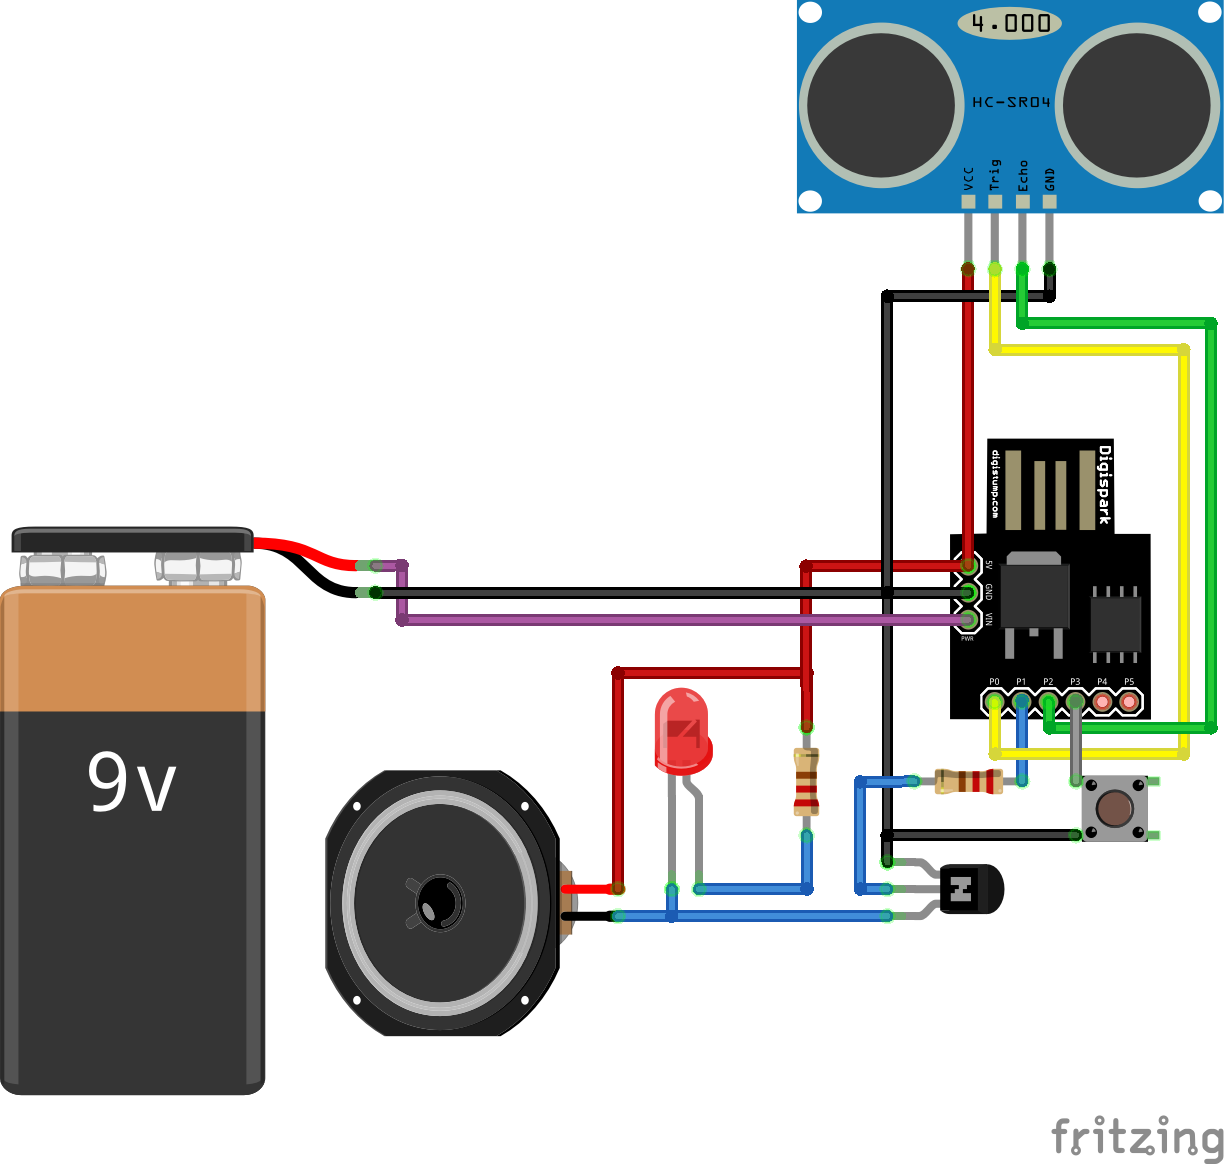 4.000
HC-SR04
VCC
Trig
Echo
GND
Digispark
digistump.com
5V
GND
VIN
PWR
P0 P1 P2 P3 P4 P5
9v
N
fritzing